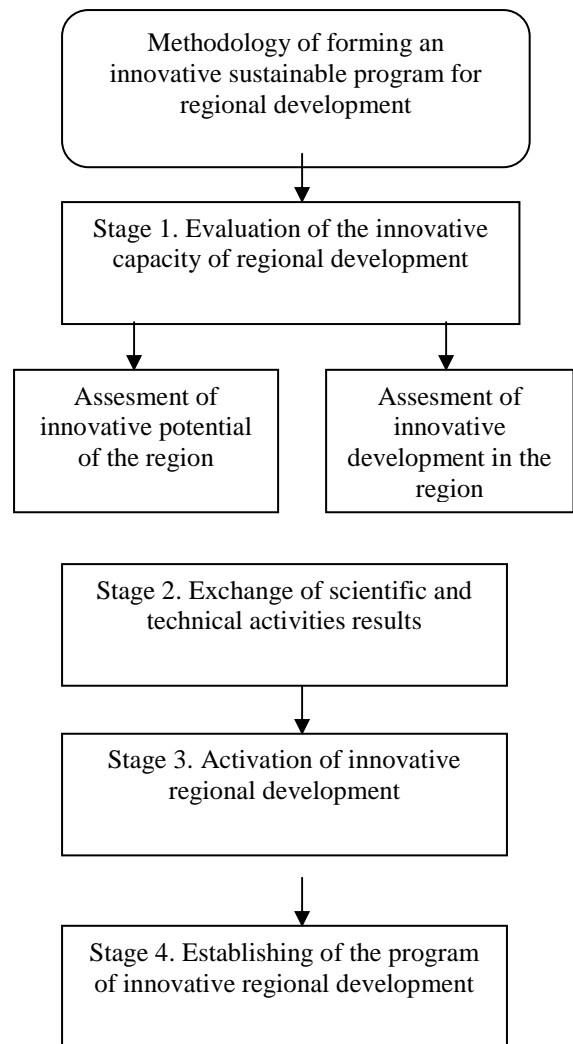 Methodology of forming an
innovative sustainable program for
regional development
Stage 1. Evaluation of the innovative
capacity of regional development
Assesment of
innovative potential
of the region
Assesment of
innovative
development in the
region
Stage 2. Exchange of scientific and
technical activities results
Stage 3. Activation of innovative
regional development
Stage 4. Establishing of the program
of innovative regional development